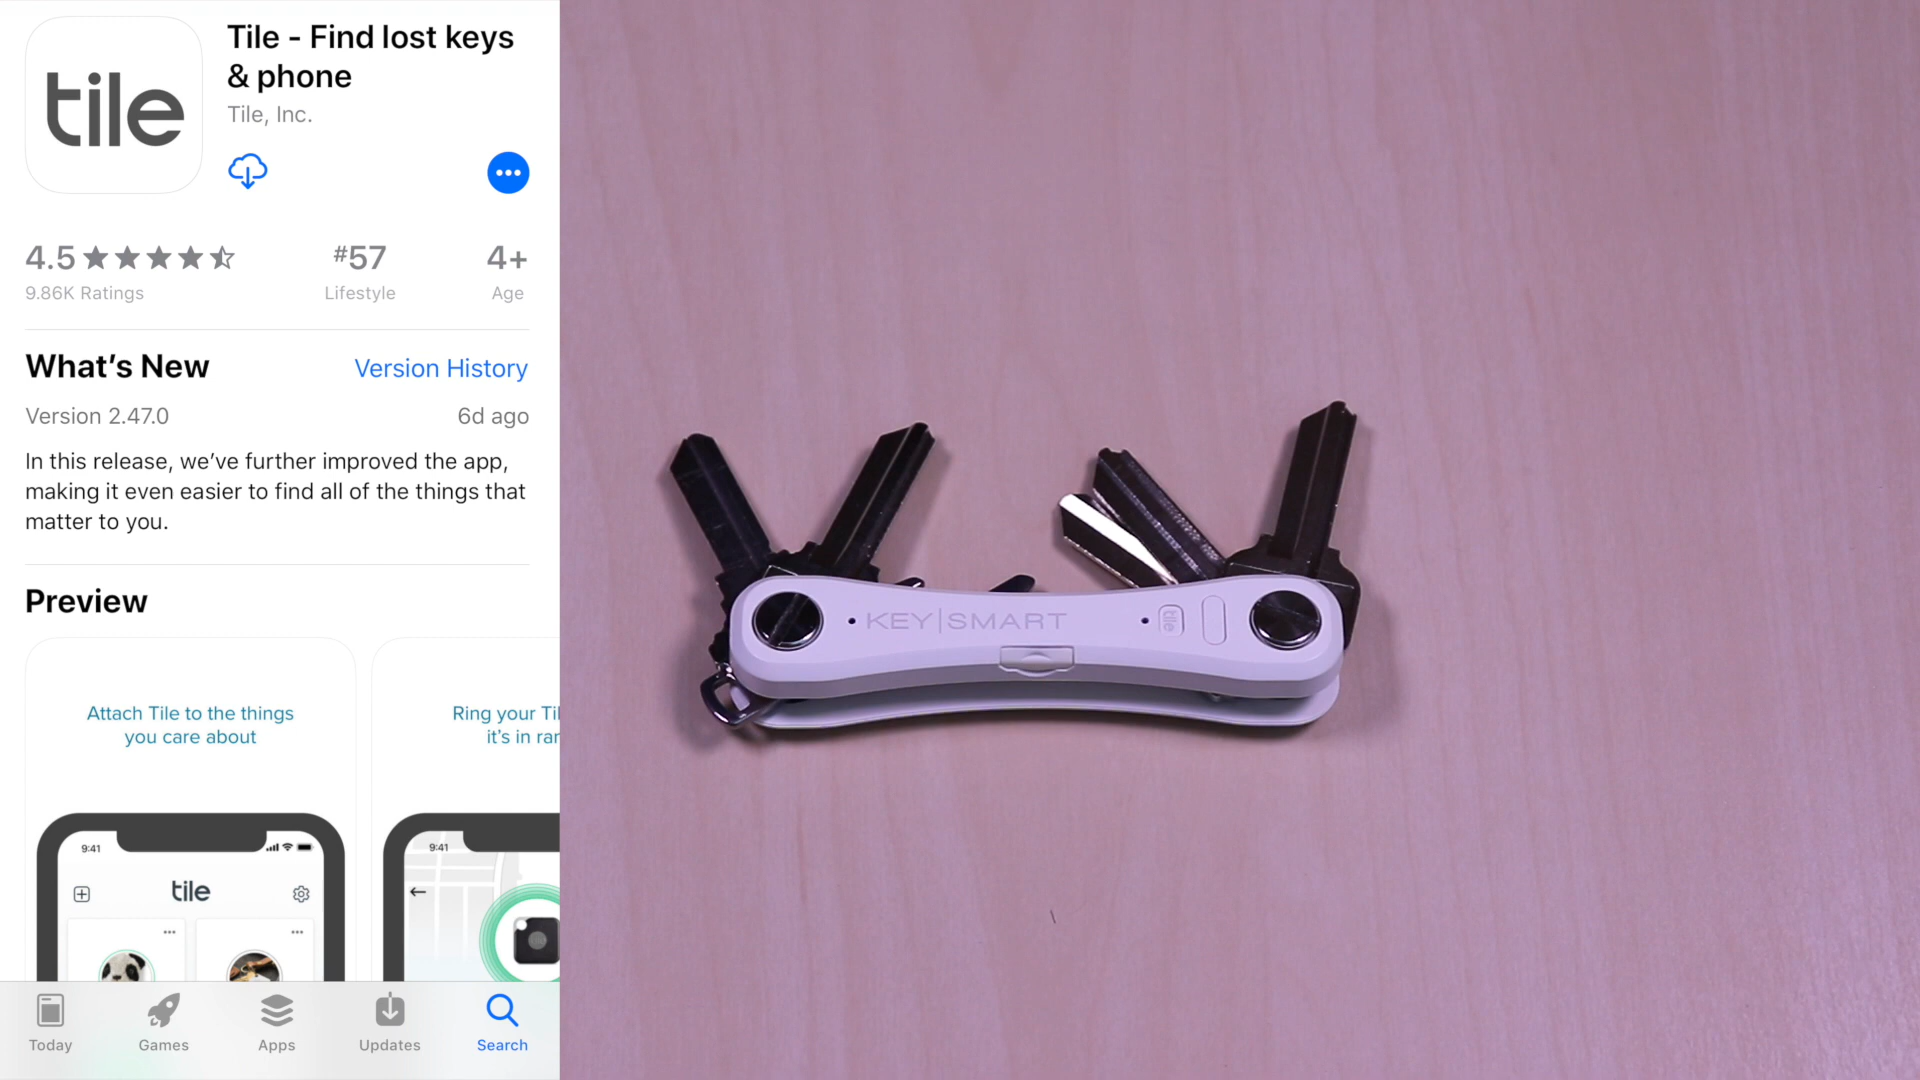 tile
Tile - Find lost keys
& phone
Tile, Inc.
4.5
#57
4+
9.86K Ratings
Lifestyle
Age
What's New
Version History
Version 2.47.0
6d ago
In this release, we've further improved the app,
making it even easier to find all of the things that
matter to you.
Preview
Attach Tile to the things
you care about
Ring your Til
it's in ran
9:41
tile
9:41
Today
Games
Apps
Updates
Search
KEY|SMART
tile